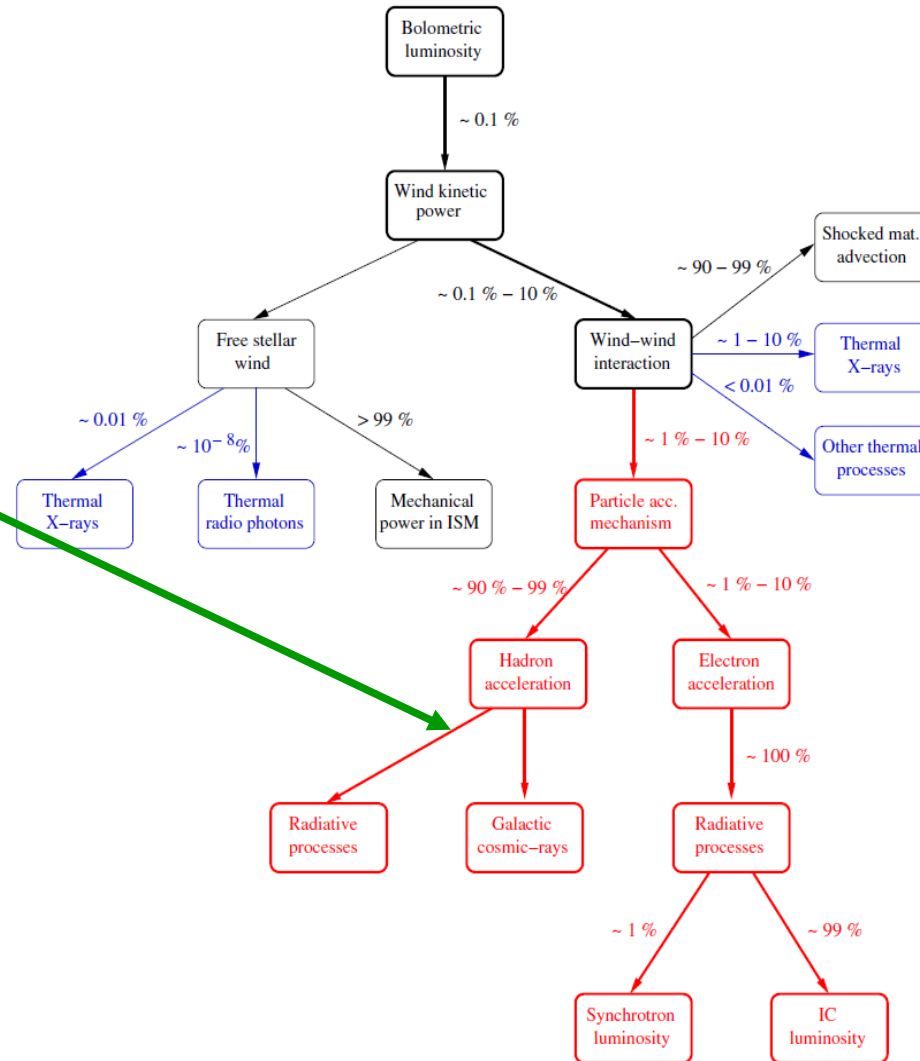 Bolometric
luminosity
~ 0.1 %
Wind kinetic
power
~ 0.1 % − 10 %
Shocked mat.
advection
~ 90 − 99 %
Free stellar
wind
Wind−wind
interaction
~ 1 − 10 %
Thermal
X−rays
< 0.01 %
Other thermal
processes
~ 0.01 %
~ 10⁻⁸%
> 99 %
~ 1 % − 10 %
Thermal
X−rays
Thermal
radio photons
Mechanical
power in ISM
Particle acc.
mechanism
~ 90 % − 99 %
~ 1 % − 10 %
Hadron
acceleration
Electron
acceleration
~ 100 %
Radiative
processes
Galactic
cosmic−rays
Radiative
processes
~ 1 %
~ 99 %
Synchrotron
luminosity
IC
luminosity